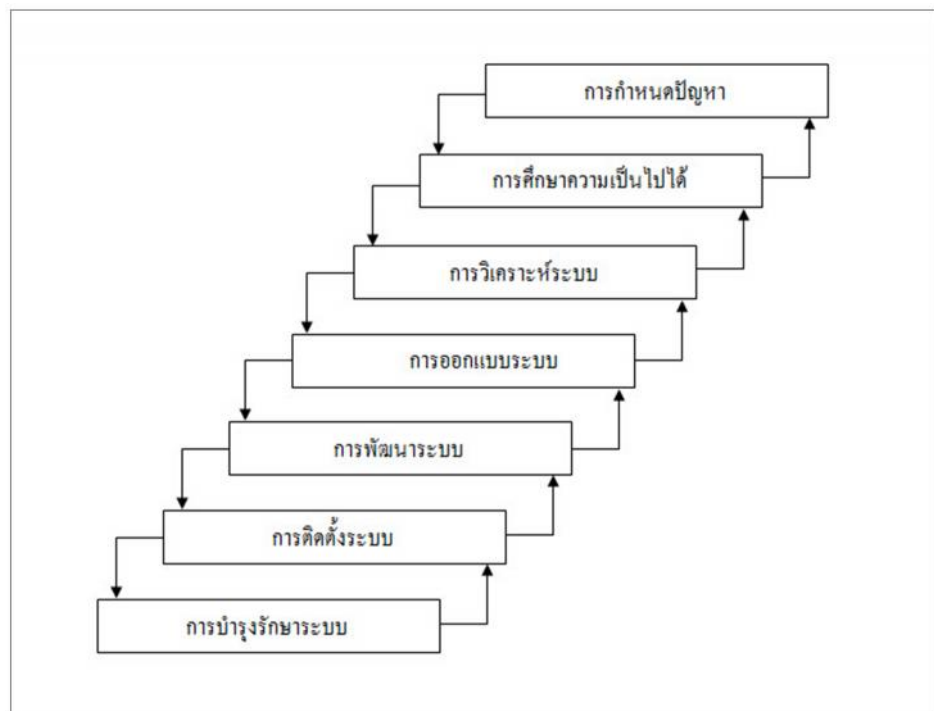 การกำหนดปัญหา
การศึกษาความเป็นไปได้
การวิเคราะห์ระบบ
การออกแบบระบบ
การพัฒนาระบบ
การติดตั้งระบบ
การบำรุงรักษาระบบ